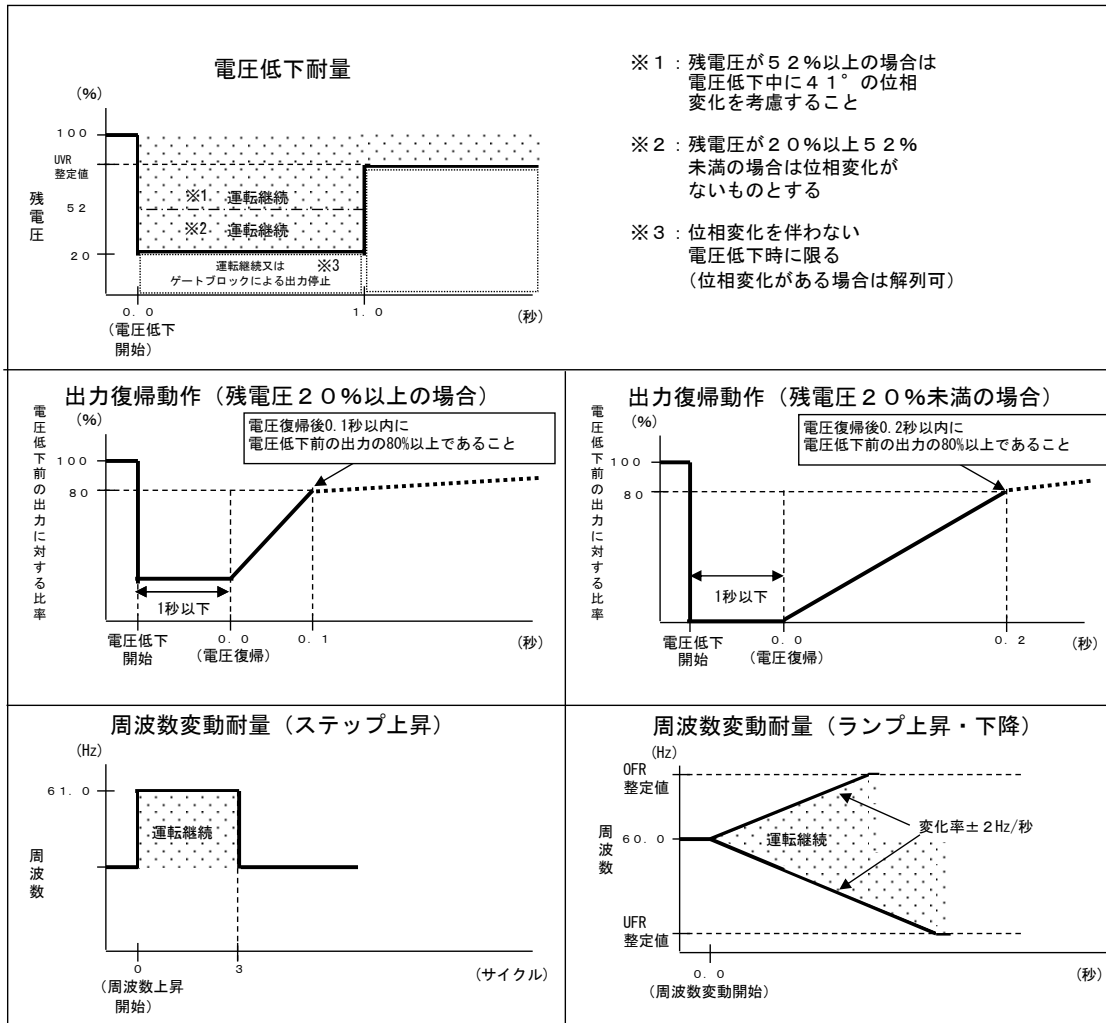 電圧低下耐量
(%)
100
UVR
整定値
残電圧
52
20
※1 運転継続
※2 運転継続
運転継続又は ※3
ゲートブロックによる出力停止
0.0
(電圧低下
開始)
1.0
(秒)
※1:残電圧が52%以上の場合は
電圧低下中に41°の位相
変化を考慮すること
※2:残電圧が20%以上52%
未満の場合は位相変化が
ないものとする
※3:位相変化を伴わない
電圧低下時に限る
(位相変化がある場合は解列可)
出力復帰動作(残電圧20%以上の場合)
電圧低下前の出力に対する比率
(%)
電圧復帰後0.1秒以内に
電圧低下前の出力の80%以上であること
100
80
1秒以下
電圧低下
開始
0.0
(電圧復帰)
0.1
(秒)
出力復帰動作(残電圧20%未満の場合)
電圧低下前の出力に対する比率
(%)
電圧復帰後0.2秒以内に
電圧低下前の出力の80%以上であること
100
80
1秒以下
電圧低下
開始
0.0
(電圧復帰)
0.2
(秒)
周波数変動耐量(ステップ上昇)
(Hz)
61.0
運転継続
周波数
0
3
(周波数上昇
開始)
(サイクル)
周波数変動耐量(ランプ上昇・下降)
(Hz)
OFR
整定値
周波数
60.0
運転継続
変化率±2Hz/秒
UFR
整定値
0.0
(周波数変動開始)
(秒)